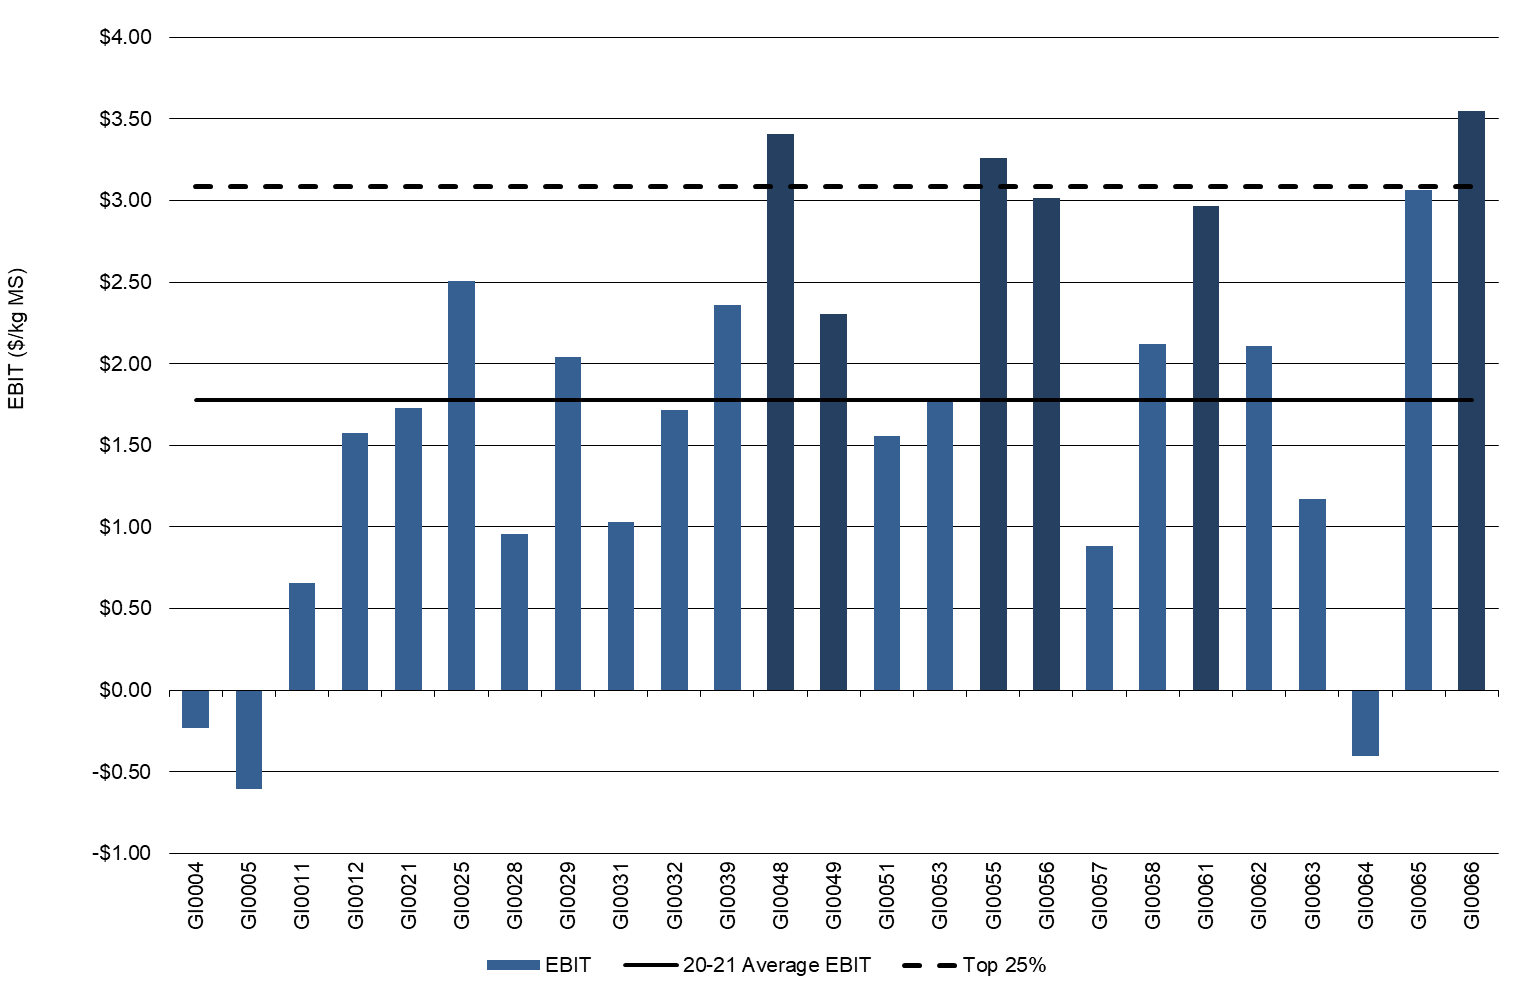 $4.00
$3.50
$3.00
$2.50
$2.00
$1.50
$1.00
$0.50
$0.00
-$0.50
-$1.00
EBIT ($/kg MS)
GI0004
GI0005
GI0011
GI0012
GI0021
GI0025
GI0028
GI0029
GI0031
GI0032
GI0039
GI0048
GI0049
GI0051
GI0053
GI0055
GI0056
GI0057
GI0058
GI0061
GI0062
GI0063
GI0064
GI0065
GI0066
EBIT
20-21 Average EBIT
Top 25%